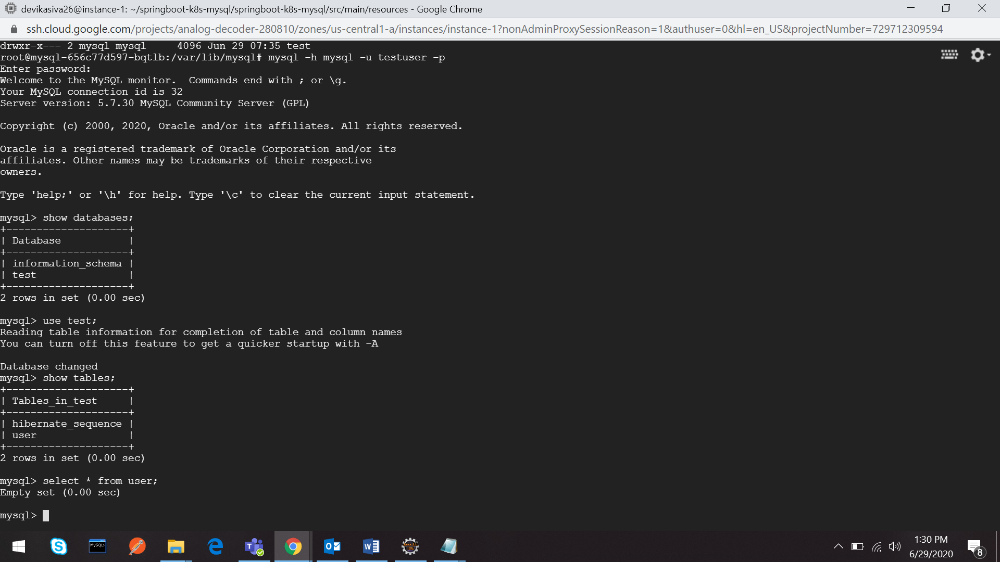 devikasiva26@instance-1: ~/springboot-k8s-mysql/springboot-k8s-mysql/src/main/resources - Google Chrome
ssh.cloud.google.com/projects/analog-decoder-280810/zones/us-central1-a/instances/instance-1?nonAdminProxySessionReason=1&authuser=0&hl=en_US&projectNumber=729712309594
drwxr-x--- 2 mysql mysql     4096 Jun 29 07:35 test
root@mysql-656c77d597-bqtlb:/var/lib/mysql# mysql -h mysql -u testuser -p
Enter password:
Welcome to the MySQL monitor.  Commands end with ; or \g.
Your MySQL connection id is 32
Server version: 5.7.30 MySQL Community Server (GPL)
Copyright (c) 2000, 2020, Oracle and/or its affiliates. All rights reserved.
Oracle is a registered trademark of Oracle Corporation and/or its
affiliates. Other names may be trademarks of their respective
owners.
Type 'help;' or '\h' for help. Type '\c' to clear the current input statement.
mysql> show databases;
+--------------------+
| Database           |
+--------------------+
| information_schema |
| test               |
+--------------------+
2 rows in set (0.00 sec)
mysql> use test;
Reading table information for completion of table and column names
You can turn off this feature to get a quicker startup with -A
Database changed
mysql> show tables;
+--------------------+
| Tables_in_test     |
+--------------------+
| hibernate_sequence |
| user               |
+--------------------+
2 rows in set (0.00 sec)
mysql> select * from user;
Empty set (0.00 sec)
mysql>
MySQL>
Java EE
IDE
1:30 PM
6/29/2020
8